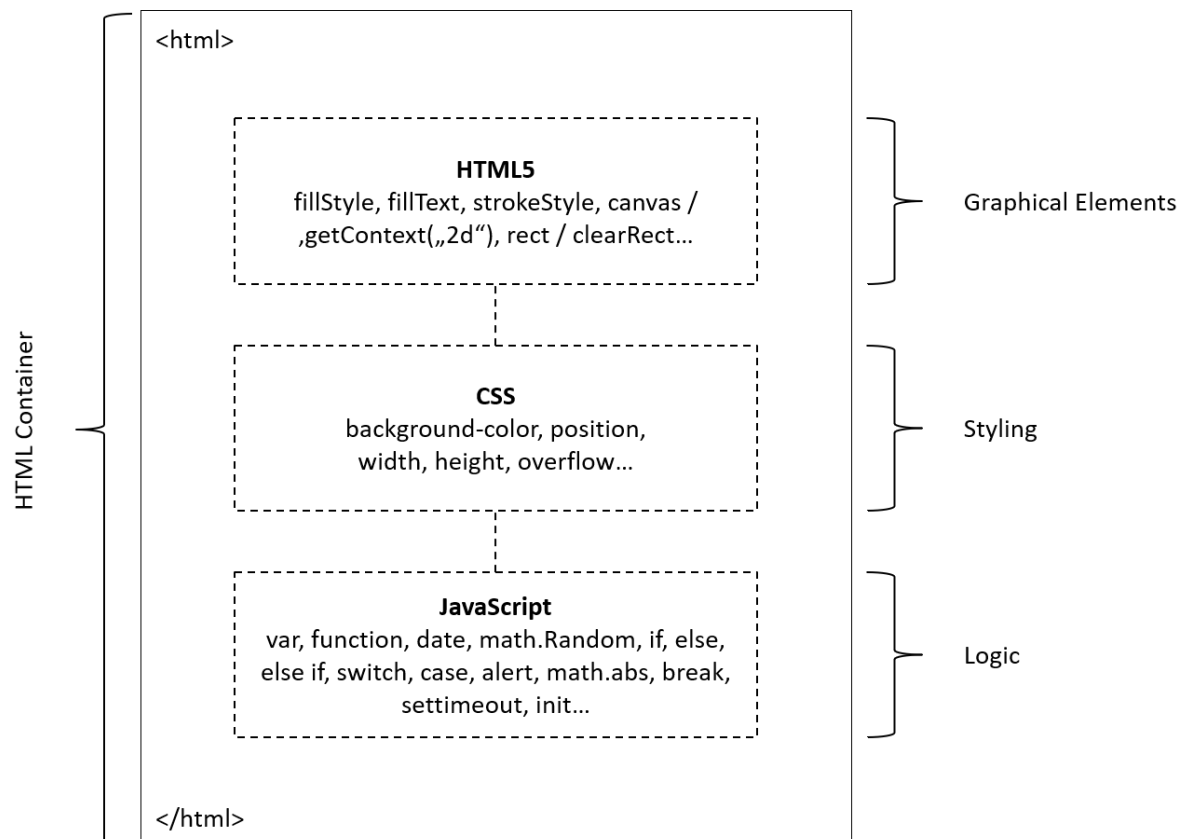 <html>
HTML5
fillStyle, fillText, strokeStyle, canvas /
‚getContext(„2d“), rect / clearRect…
Graphical Elements
HTML Container
CSS
background-color, position,
width, height, overflow…
Styling
JavaScript
var, function, date, math.Random, if, else,
else if, switch, case, alert, math.abs, break,
settimeout, init…
Logic
</html>